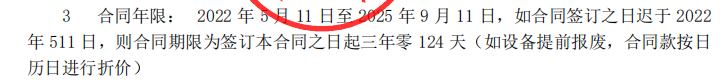 3 合同年限： 2022 年 5 月 11 日至 2025 年 9 月 11 日，如合同签订之日迟于 2022
年 511 日，则合同期限为签订本合同之日起三年零 124 天（如设备提前报废，合同款按日
历日进行折价）